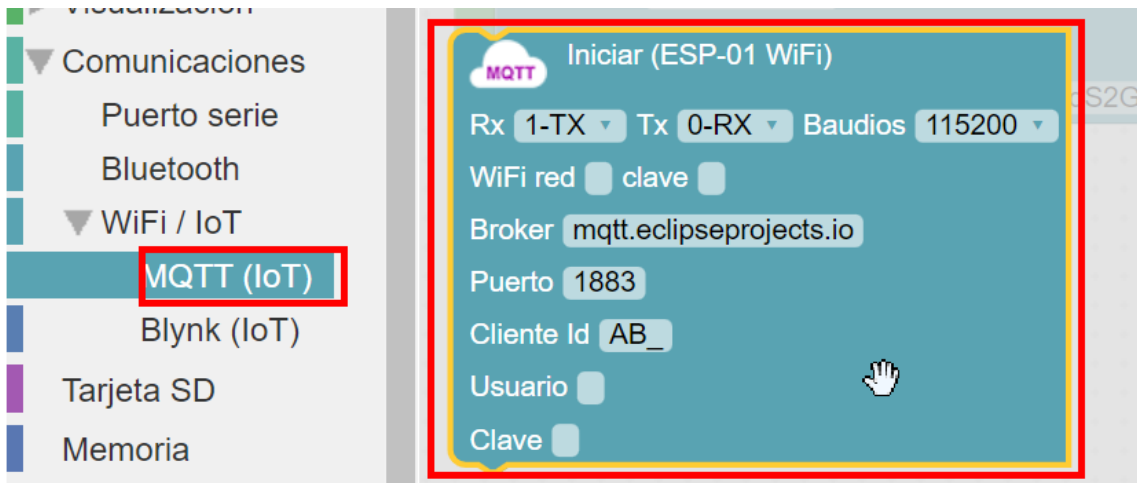 Visualización
Comunicaciones
Puerto serie
Bluetooth
WiFi / IoT
MQTT (IoT)
Blynk (IoT)
Tarjeta SD
Memoria
MQTT
Iniciar (ESP-01 WiFi)
Rx 1-TX Tx 0-RX Baudios 115200
WiFi red clave
Broker mqtt.eclipseprojects.io
Puerto 1883
Cliente Id AB_
Usuario
Clave